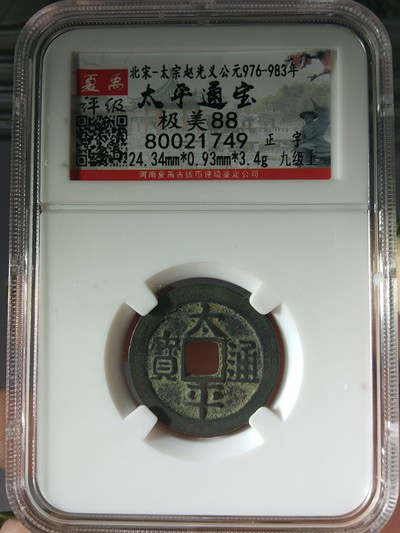 夏禹
评级
北宋-太宗赵光义公元976-983年
太平通宝
极美88
80021749 正字
24.34mm*0.93mm*3.4g 九级
河南夏禹古钱币评级鉴定公司
太平通寶